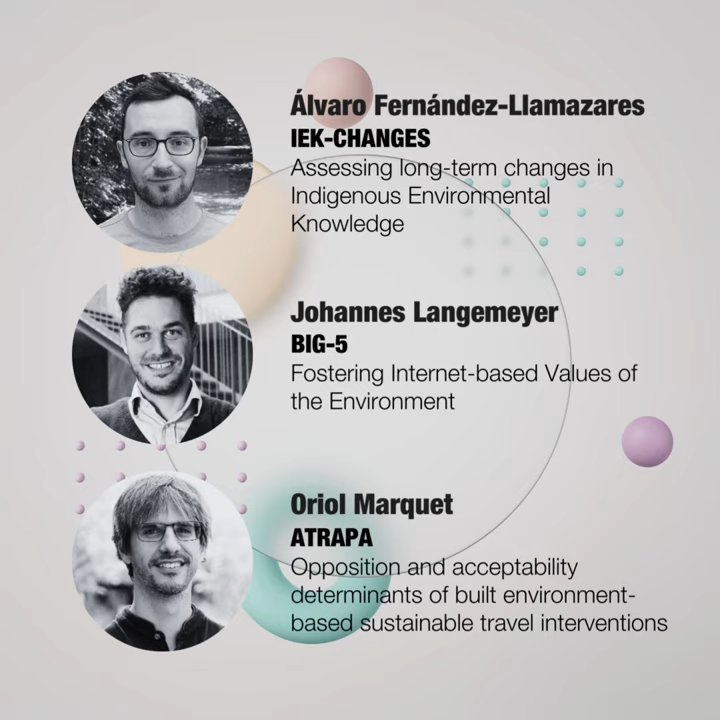 Álvaro Fernández-Llamazares
IEK-CHANGES
Assessing long-term changes in
Indigenous Environmental
Knowledge
Johannes Langemeyer
BIG-5
Fostering Internet-based Values of
the Environment
Oriol Marquet
ATRAPA
Opposition and acceptability
determinants of built environment-
based sustainable travel interventions